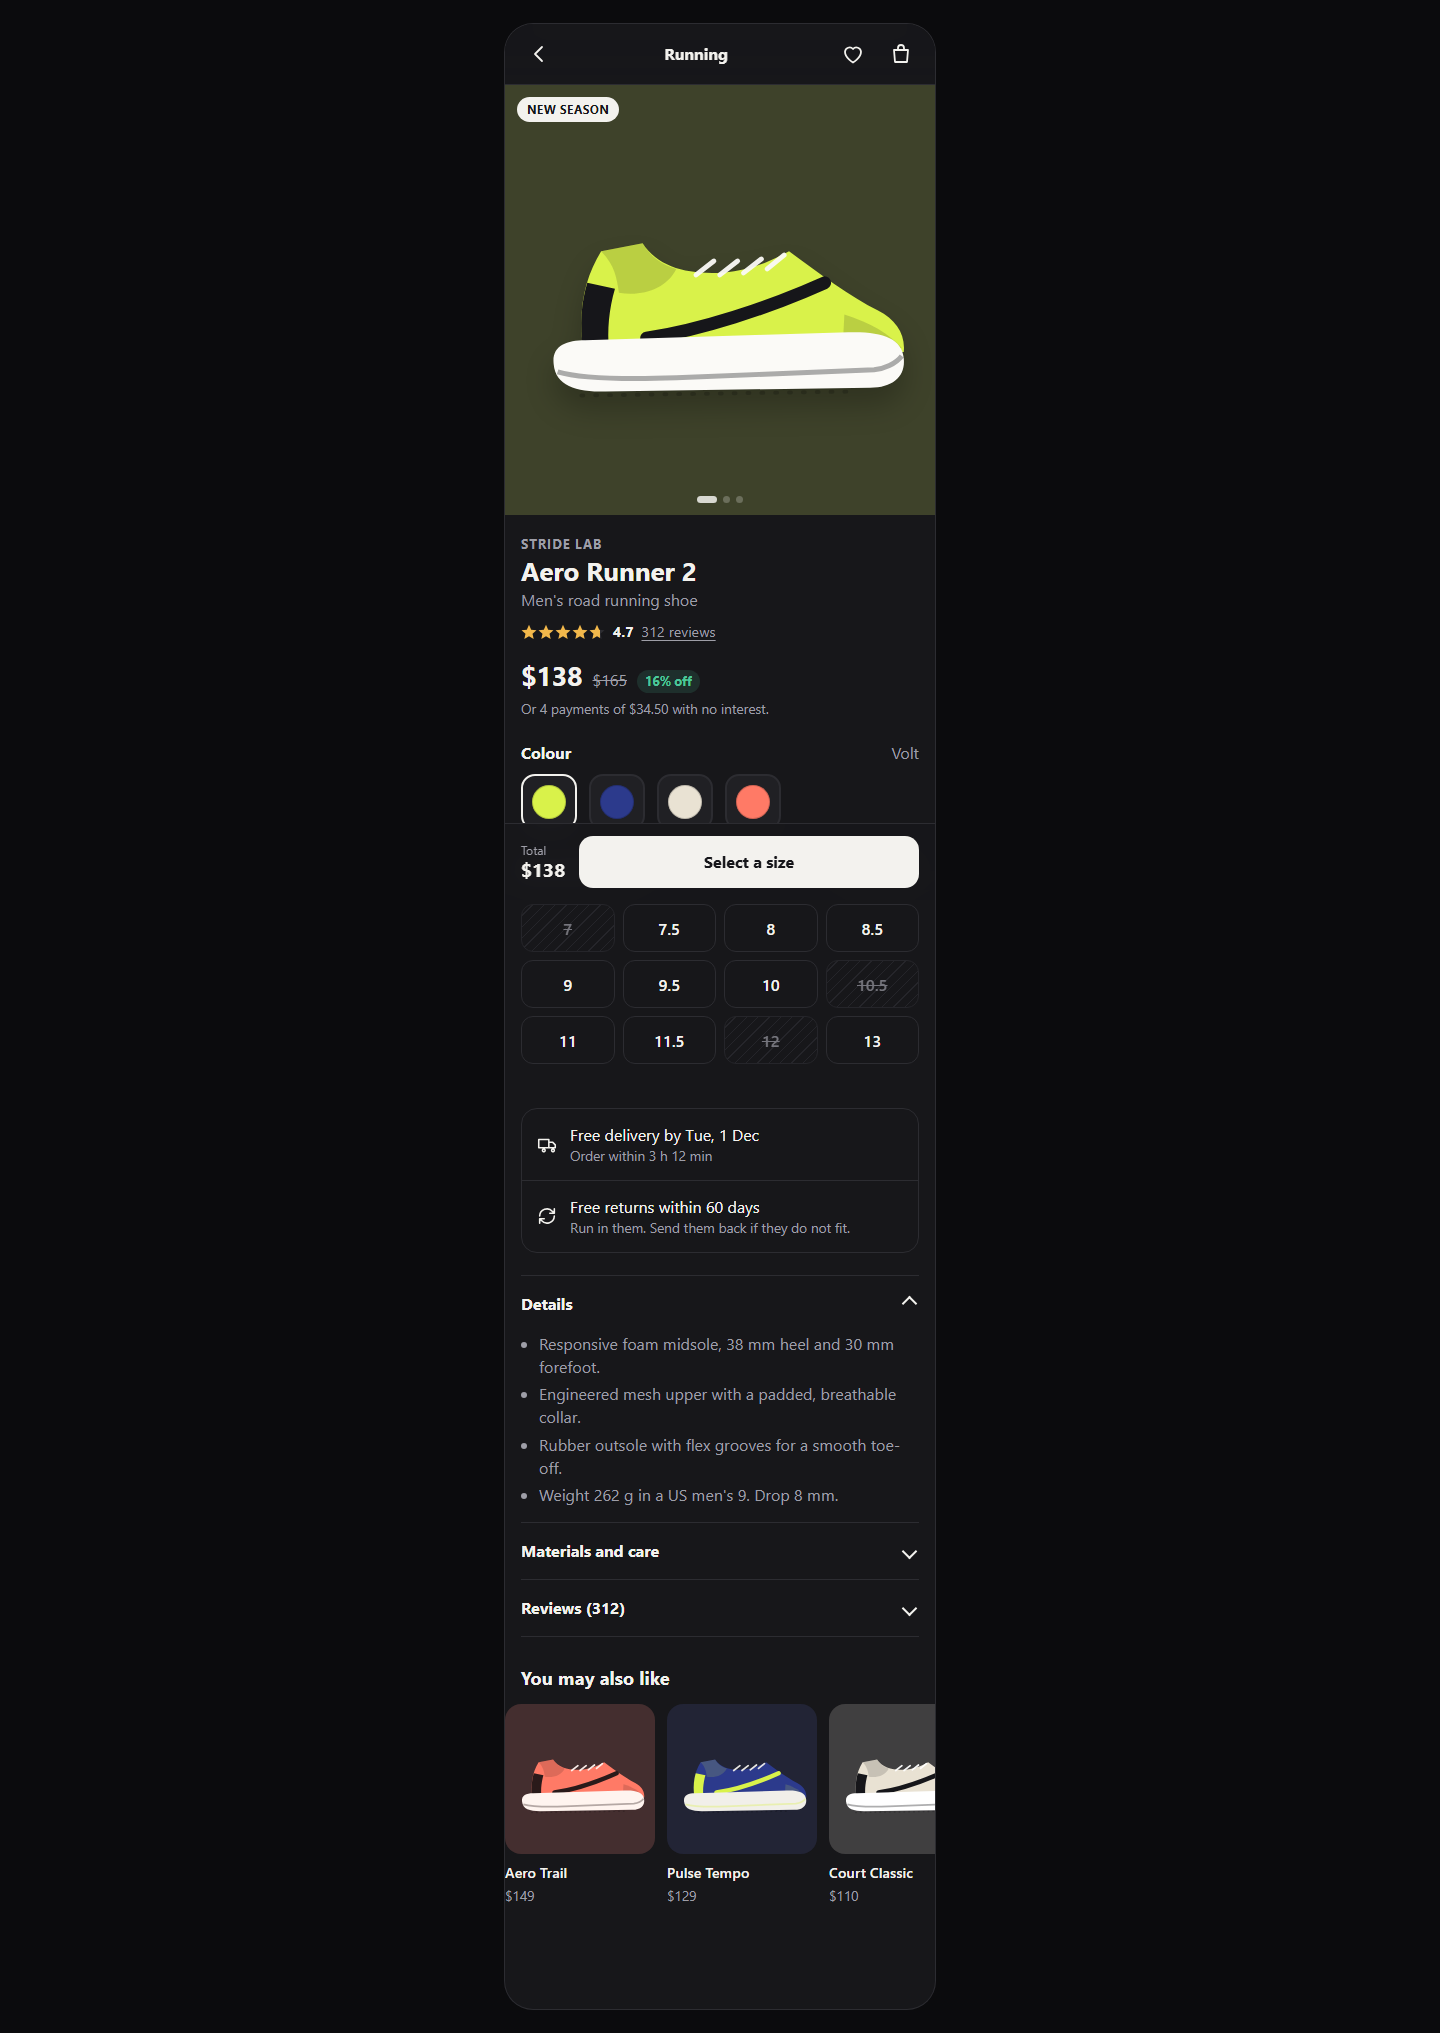 Running
NEW SEASON
STRIDE LAB
Aero Runner 2
Men's road running shoe
4.7 312 reviews
$138 $165 16% off
Or 4 payments of $34.50 with no interest.
Colour Volt
Total
$138
Select a size
7 7.5 8 8.5
9 9.5 10 10.5
11 11.5 12 13
Free delivery by Tue, 1 Dec
Order within 3 h 12 min
Free returns within 60 days
Run in them. Send them back if they do not fit.
Details
Responsive foam midsole, 38 mm heel and 30 mm
forefoot.
Engineered mesh upper with a padded, breathable
collar.
Rubber outsole with flex grooves for a smooth toe-
off.
Weight 262 g in a US men's 9. Drop 8 mm.
Materials and care
Reviews (312)
You may also like
Aero Trail
$149
Pulse Tempo
$129
Court Classic
$110